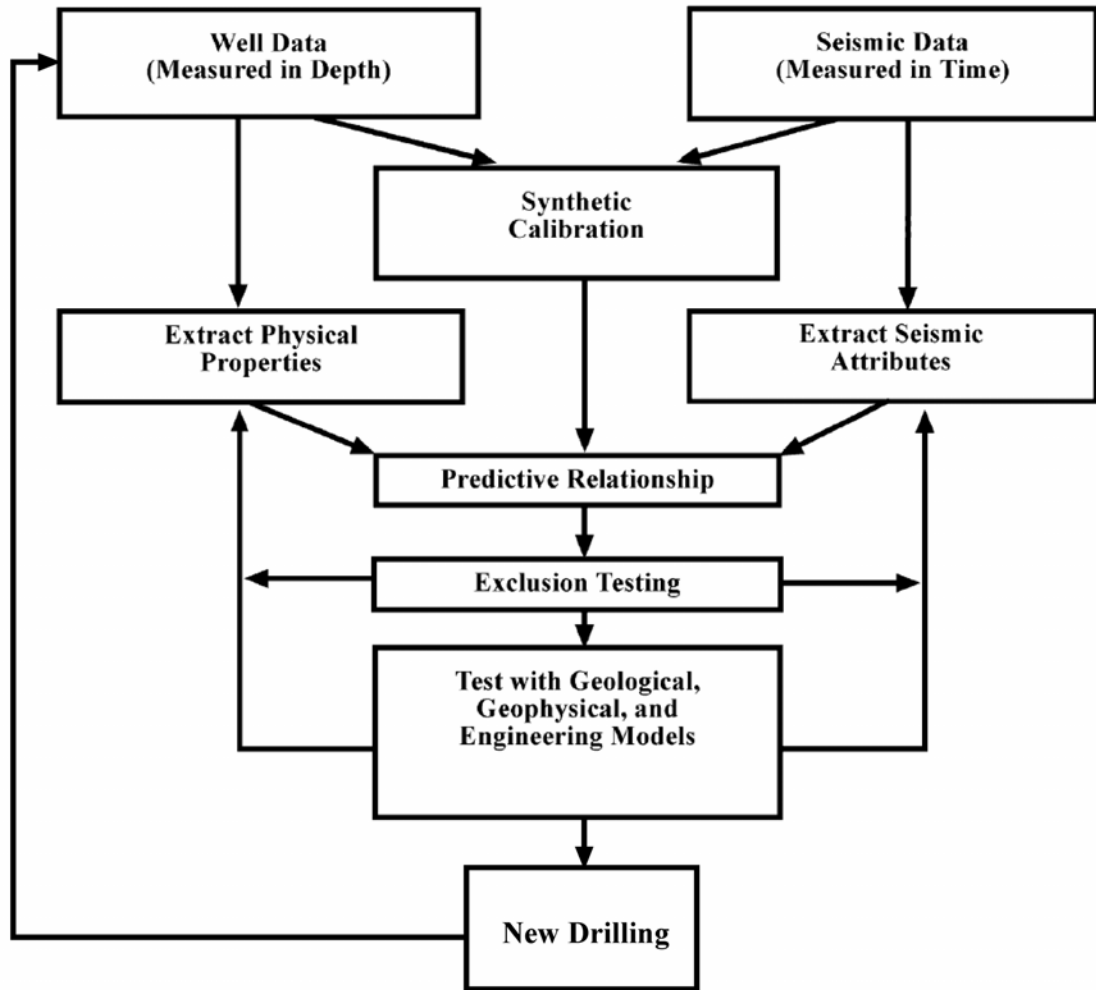 Well Data
(Measured in Depth)
Seismic Data
(Measured in Time)
Synthetic
Calibration
Extract Physical
Properties
Extract Seismic
Attributes
Predictive Relationship
Exclusion Testing
Test with Geological,
Geophysical, and
Engineering Models
New Drilling